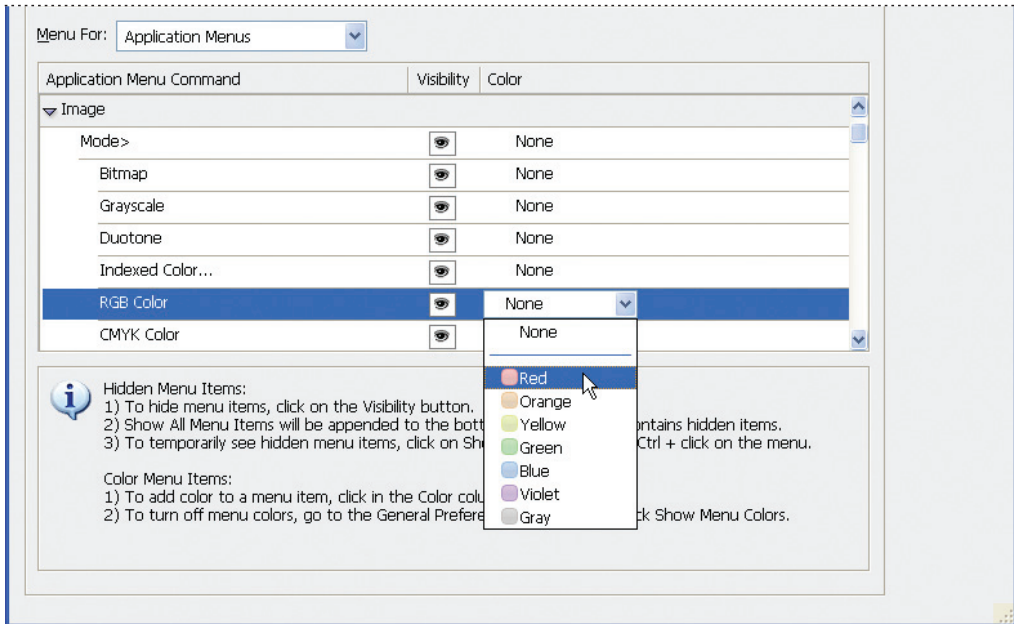 Menu For: Application Menus
Application Menu Command Visibility Color
Image
Mode> None
Bitmap None
Grayscale None
Duotone None
Indexed Color... None
RGB Color None
CMYK Color None
Red
Orange
Yellow
Green
Blue
Violet
Gray
Hidden Menu Items:
1) To hide menu items, click on the Visibility button.
2) Show All Menu Items will be appended to the bott ntains hidden items.
3) To temporarily see hidden menu items, click on Sh Ctrl + click on the menu.
Color Menu Items:
1) To add color to a menu item, click in the Color colu
2) To turn off menu colors, go to the General Prefere ck Show Menu Colors.